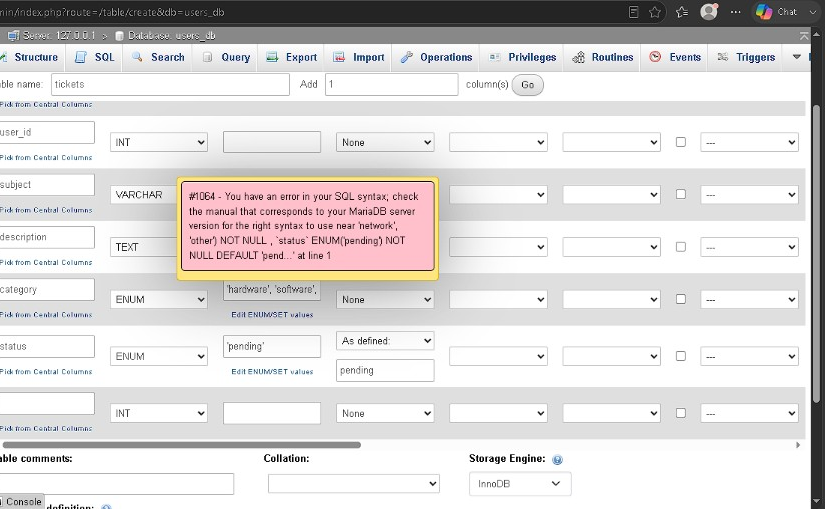 min/index.php?route=/table/create&db=users_db
Chat
Server: 127.0.0.1 > Database: users_db
Structure SQL Search Query Export Import Operations Privileges Routines Events Triggers
ble name: tickets Add 1 column(s) Go
Pick from Central Columns
user_id INT None ---
Pick from Central Columns
subject VARCHAR ---
Pick from Central Columns
description TEXT ---
Pick from Central Columns
#1064 - You have an error in your SQL syntax; check
the manual that corresponds to your MariaDB server
version for the right syntax to use near 'network',
'other') NOT NULL , `status` ENUM('pending') NOT
NULL DEFAULT 'pend...' at line 1
category ENUM 'hardware', 'software', None ---
Pick from Central Columns Edit ENUM/SET values
status ENUM 'pending' As defined: ---
pending
Pick from Central Columns Edit ENUM/SET values
INT None ---
Pick from Central Columns
able comments: Collation: Storage Engine:
InnoDB
Console
definition: